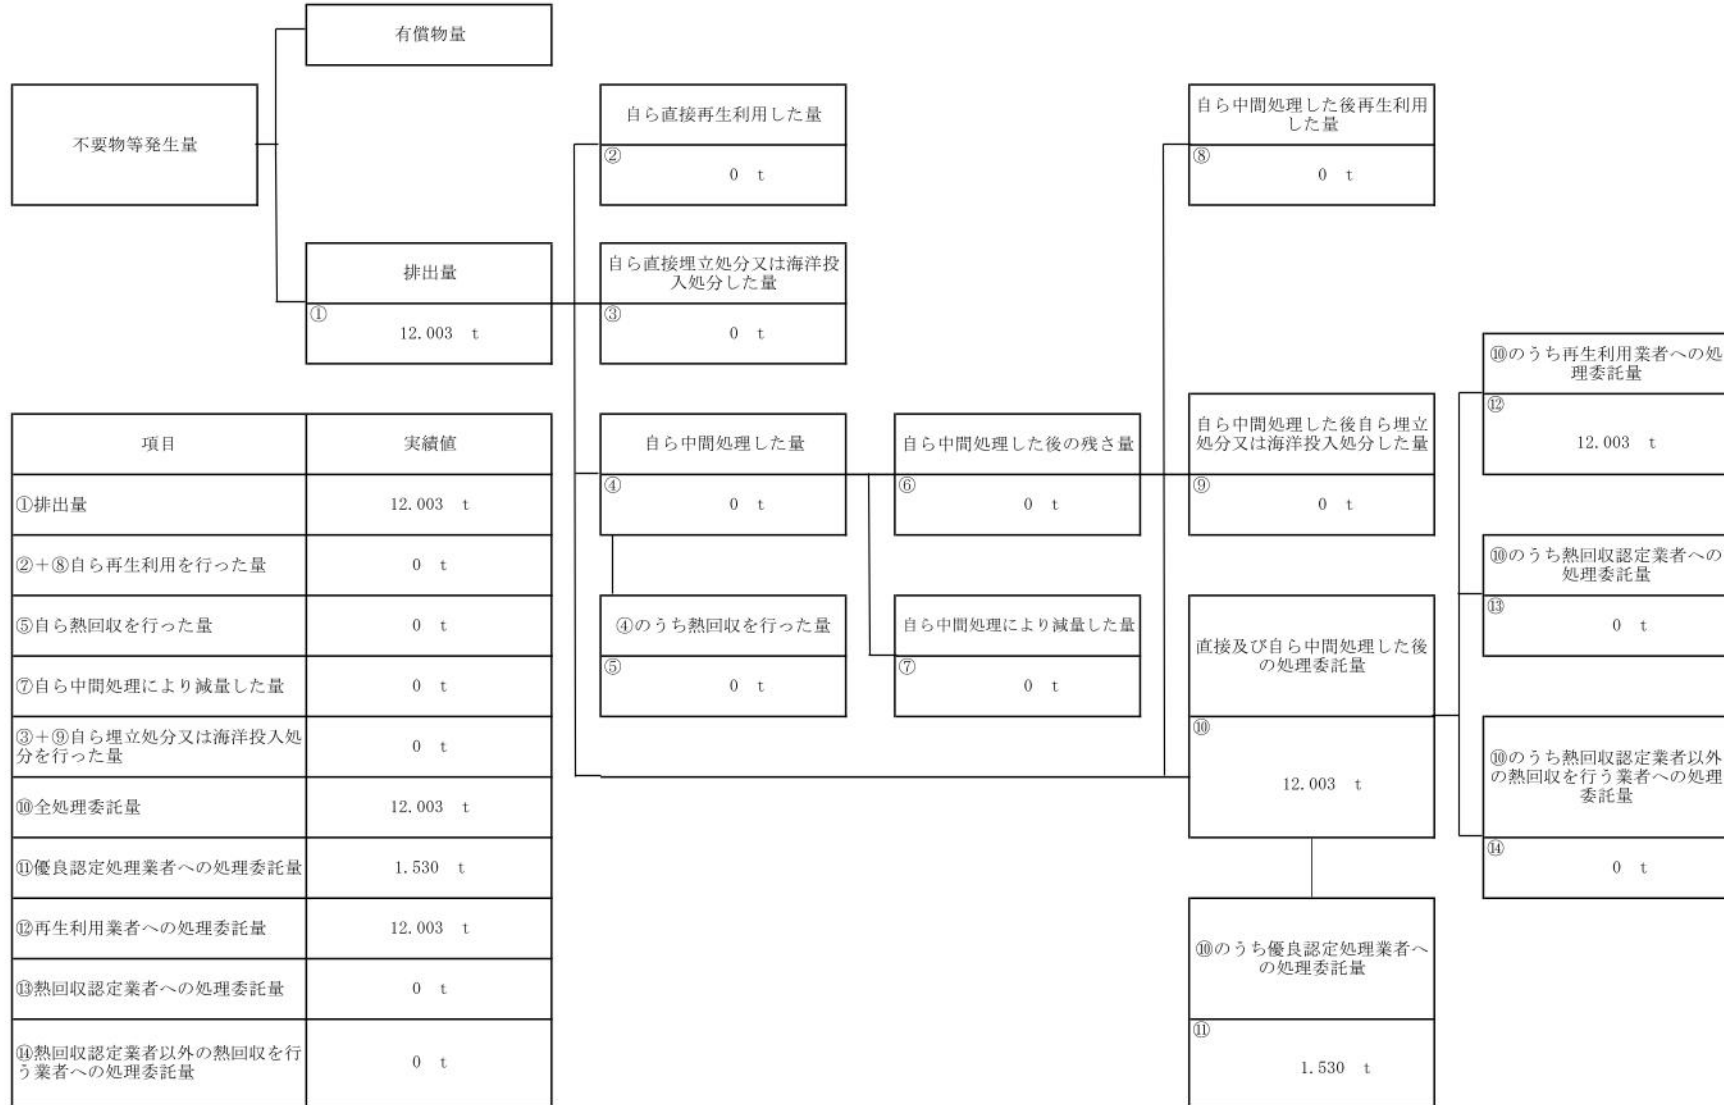 有償物量
不要物等発生量
自ら直接再生利用した量
②
0 t
自ら中間処理した後再生利用
した量
⑧
0 t
排出量
①
12.003 t
自ら直接埋立処分又は海洋投
入処分した量
③
0 t
項目 実績値
①排出量 12.003 t
②＋⑧自ら再生利用を行った量 0 t
⑤自ら熱回収を行った量 0 t
⑦自ら中間処理により減量した量 0 t
③＋⑨自ら埋立処分又は海洋投入処
分を行った量 0 t
⑩全処理委託量 12.003 t
⑪優良認定処理業者への処理委託量 1.530 t
⑫再生利用業者への処理委託量 12.003 t
⑬熱回収認定業者への処理委託量 0 t
⑭熱回収認定業者以外の熱回収を行
う業者への処理委託量 0 t
自ら中間処理した量
④
0 t
④のうち熱回収を行った量
⑤
0 t
自ら中間処理した後の残さ量
⑥
0 t
自ら中間処理により減量した量
⑦
0 t
自ら中間処理した後自ら埋立
処分又は海洋投入処分した量
⑨
0 t
直接及び自ら中間処理した後
の処理委託量
⑩
12.003 t
⑩のうち優良認定処理業者へ
の処理委託量
⑪
1.530 t
⑩のうち再生利用業者への処
理委託量
⑫
12.003 t
⑩のうち熱回収認定業者への
処理委託量
⑬
0 t
⑩のうち熱回収認定業者以外
の熱回収を行う業者への処理
委託量
⑭
0 t